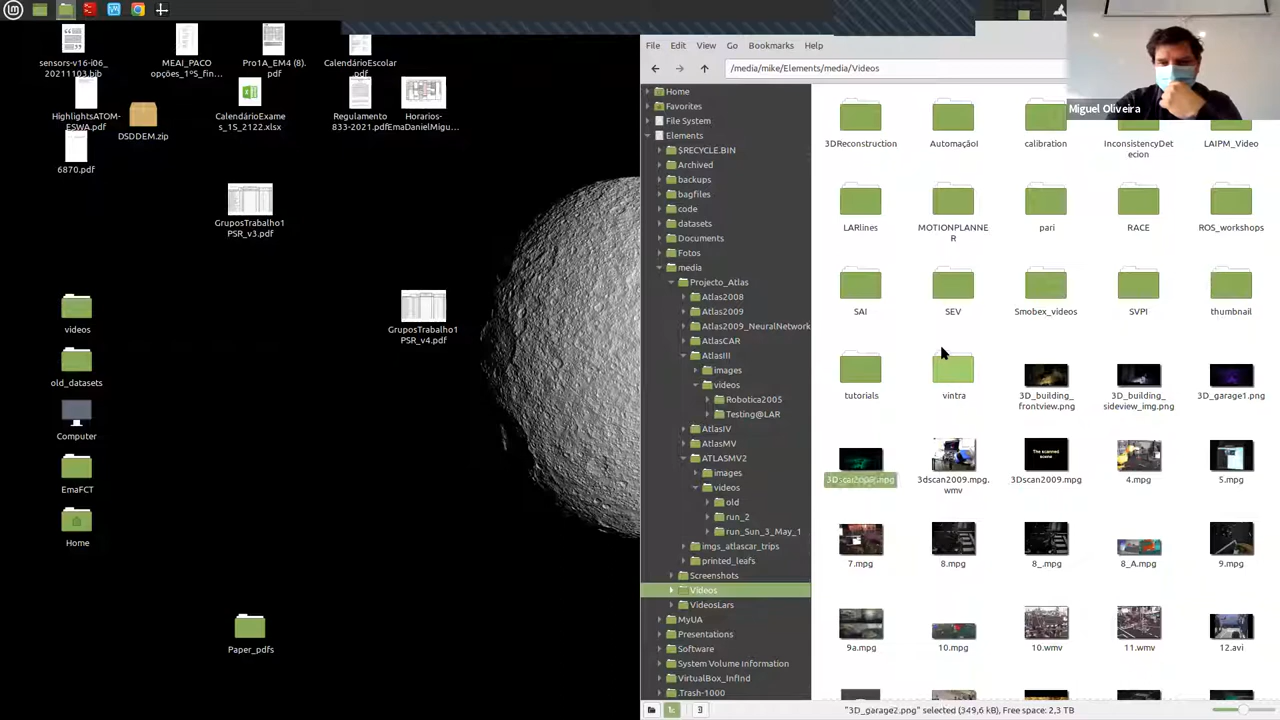 sensors-v16-i06_
20211103.bib
MEAI_PACO
opções_1ºS_fin...
Pro1A_EM4 (8).
pdf
CalendárioEscolar
pdf
HighlightsATOM-
ESWA.pdf
DSDDEM.zip
CalendárioExame
s_15_2122.xlsx
Regulamento
833-2021.pdf
Horarios-
EmaDanielMigu...
6870.pdf
GruposTrabalho1
PSR_v3.pdf
videos
GruposTrabalho1
PSR_v4.pdf
old_datasets
Computer
EmaFCT
Home
Paper_pdfs
File
Edit
View
Go
Bookmarks
Help
/media/mike/Elements/media/Videos
Miguel Oliveira
Home
Favorites
File System
Elements
$RECYCLE.BIN
Archived
backups
bagfiles
code
datasets
Documents
Fotos
media
Projecto_Atlas
Atlas2008
Atlas2009
Atlas2009_NeuralNetwork
AtlasCAR
AtlasIII
images
videos
Robotica2005
Testing@LAR
AtlasIV
AtlasMV
ATLASMV2
images
videos
old
run_2
run_Sun_3_May_1
imgs_atlascar_trips
printed_leafs
Screenshots
Videos
VideosLars
MyUA
Presentations
Software
System Volume Information
VirtualBox_InfInd
.Trash-1000
3DReconstruction
AutomaçãoI
calibration
InconsistencyDet
ecion
LAIPM_Video
LARlines
MOTIONPLANNE
R
pari
RACE
ROS_workshops
SAI
SEV
Smobex_videos
SVPI
thumbnail
tutorials
vintra
3D_building_
frontview.png
3D_building_
sideview_img.png
3D_garage1.png
3dscan2009.mpg.
wmv
The scanned
scene
3Dscan2009.mpg
4.mpg
5.mpg
7.mpg
8.mpg
8_.mpg
8_A.mpg
9.mpg
9a.mpg
10.mpg
10.wmv
11.wmv
12.avi
"3D_garage2.png" selected (349,6 kB), Free space: 2,3 TB